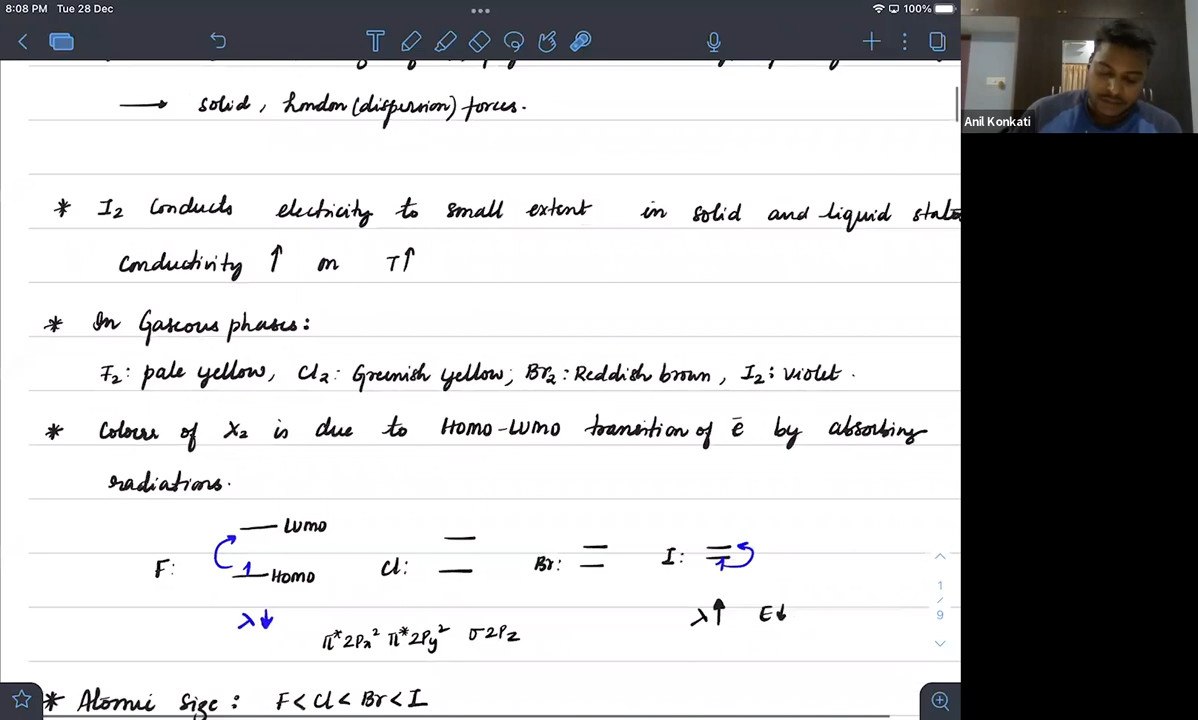 8:08 PM Tue 28 Dec
100%
Anil Konkati
→ solid, London (dispersion) forces.
* I2 Conducts electricity to small extent in solid and liquid state
Conductivity ↑ on T↑
* In Gaseous phases:
F2: pale yellow, Cl2: Greenish yellow; Br2: Reddish brown, I2: violet.
* Colour of X2 is due to HOMO-LUMO transition of ē by absorbing
radiations.
LUMO
F: Cl: Br: I:
HOMO
λ↓ λ↑ E↓
π*2Px² π*2Py² σ2Pz
1
/
9
* Atomic size: F < Cl < Br < I